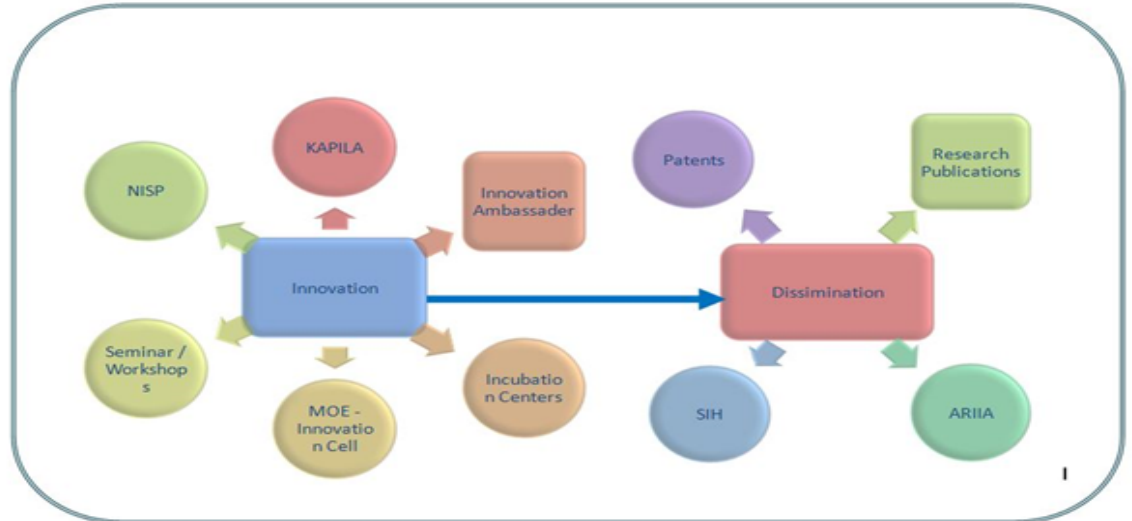 KAPILA
NISP
Innovation
Ambassader
Patents
Research
Publications
Innovation
Dissimination
Seminar /
Workshop
s
MOE -
Innovatio
n Cell
Incubatio
n Centers
SIH
ARIIA
I